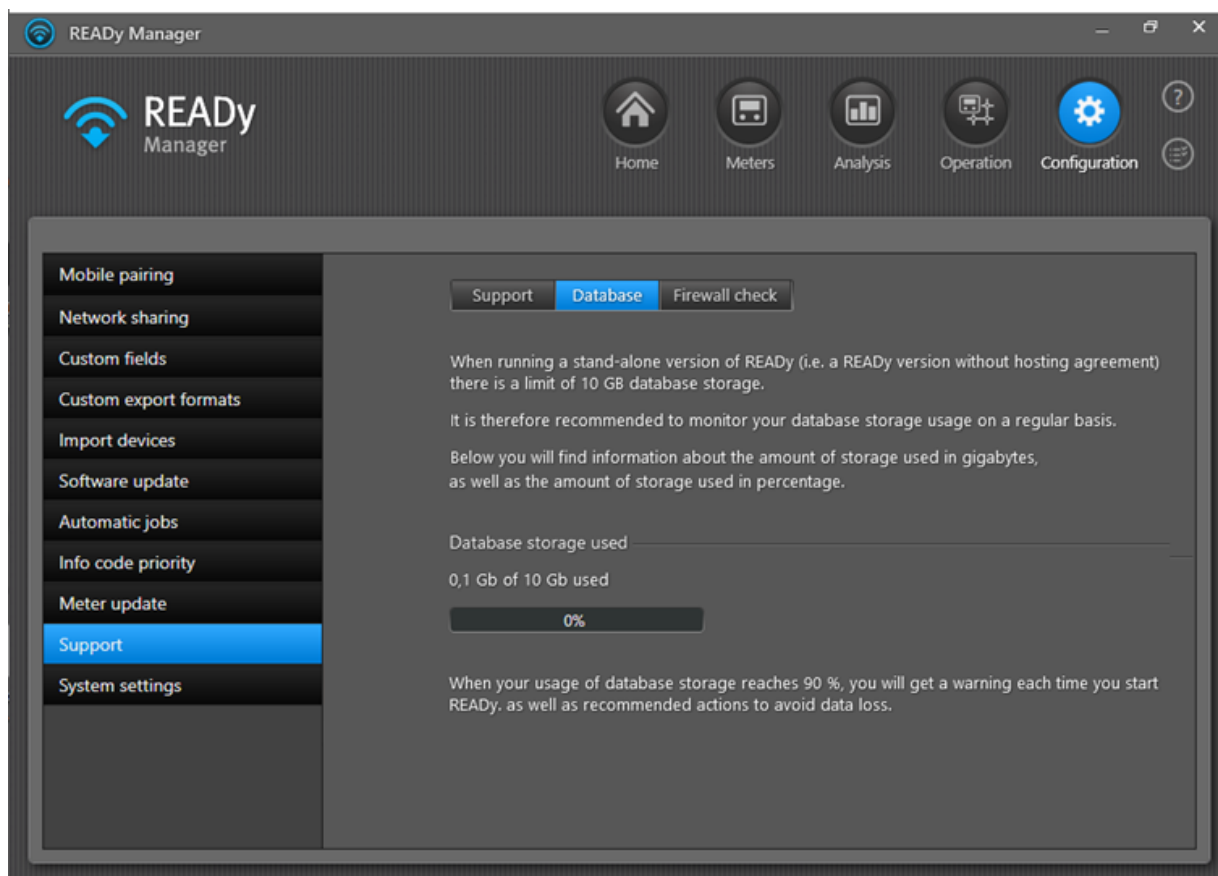 READy Manager
READy
Manager
Home
Meters
Analysis
Operation
Configuration
?
Mobile pairing
Network sharing
Custom fields
Custom export formats
Import devices
Software update
Automatic jobs
Info code priority
Meter update
Support
System settings
Support
Database
Firewall check
When running a stand-alone version of READy (i.e. a READy version without hosting agreement)
there is a limit of 10 GB database storage.
It is therefore recommended to monitor your database storage usage on a regular basis.
Below you will find information about the amount of storage used in gigabytes,
as well as the amount of storage used in percentage.
Database storage used
0,1 Gb of 10 Gb used
0%
When your usage of database storage reaches 90 %, you will get a warning each time you start
READy. as well as recommended actions to avoid data loss.